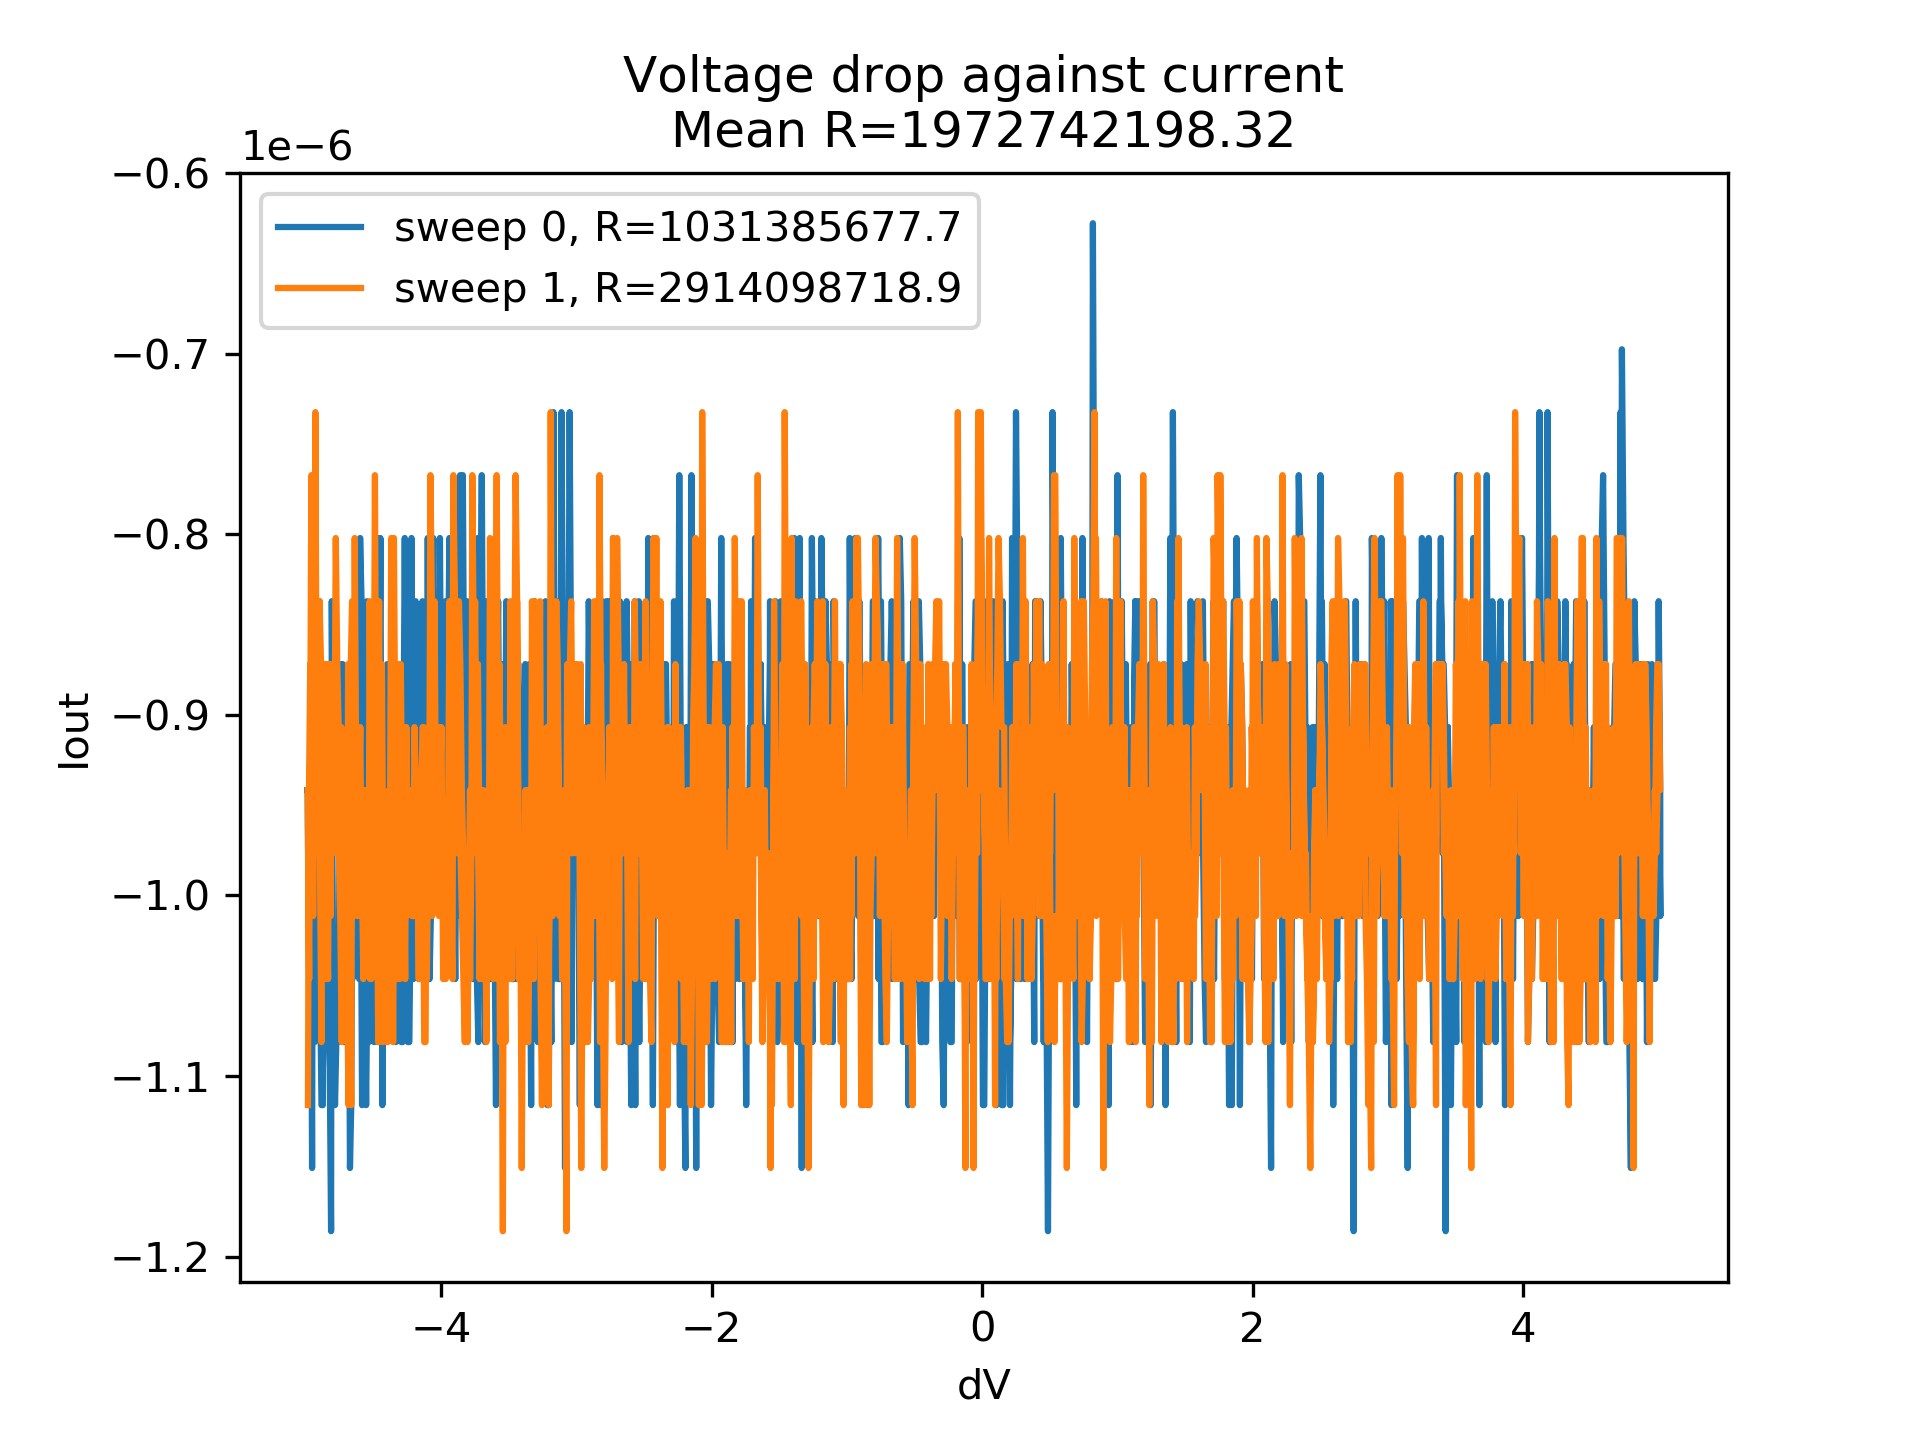 Voltage drop against current
Mean R=1972742198.32
1e−6
sweep 0, R=1031385677.7
sweep 1, R=2914098718.9
−0.6
−0.7
−0.8
−0.9
−1.0
−1.1
−1.2
Iout
−4
−2
0
2
4
dV